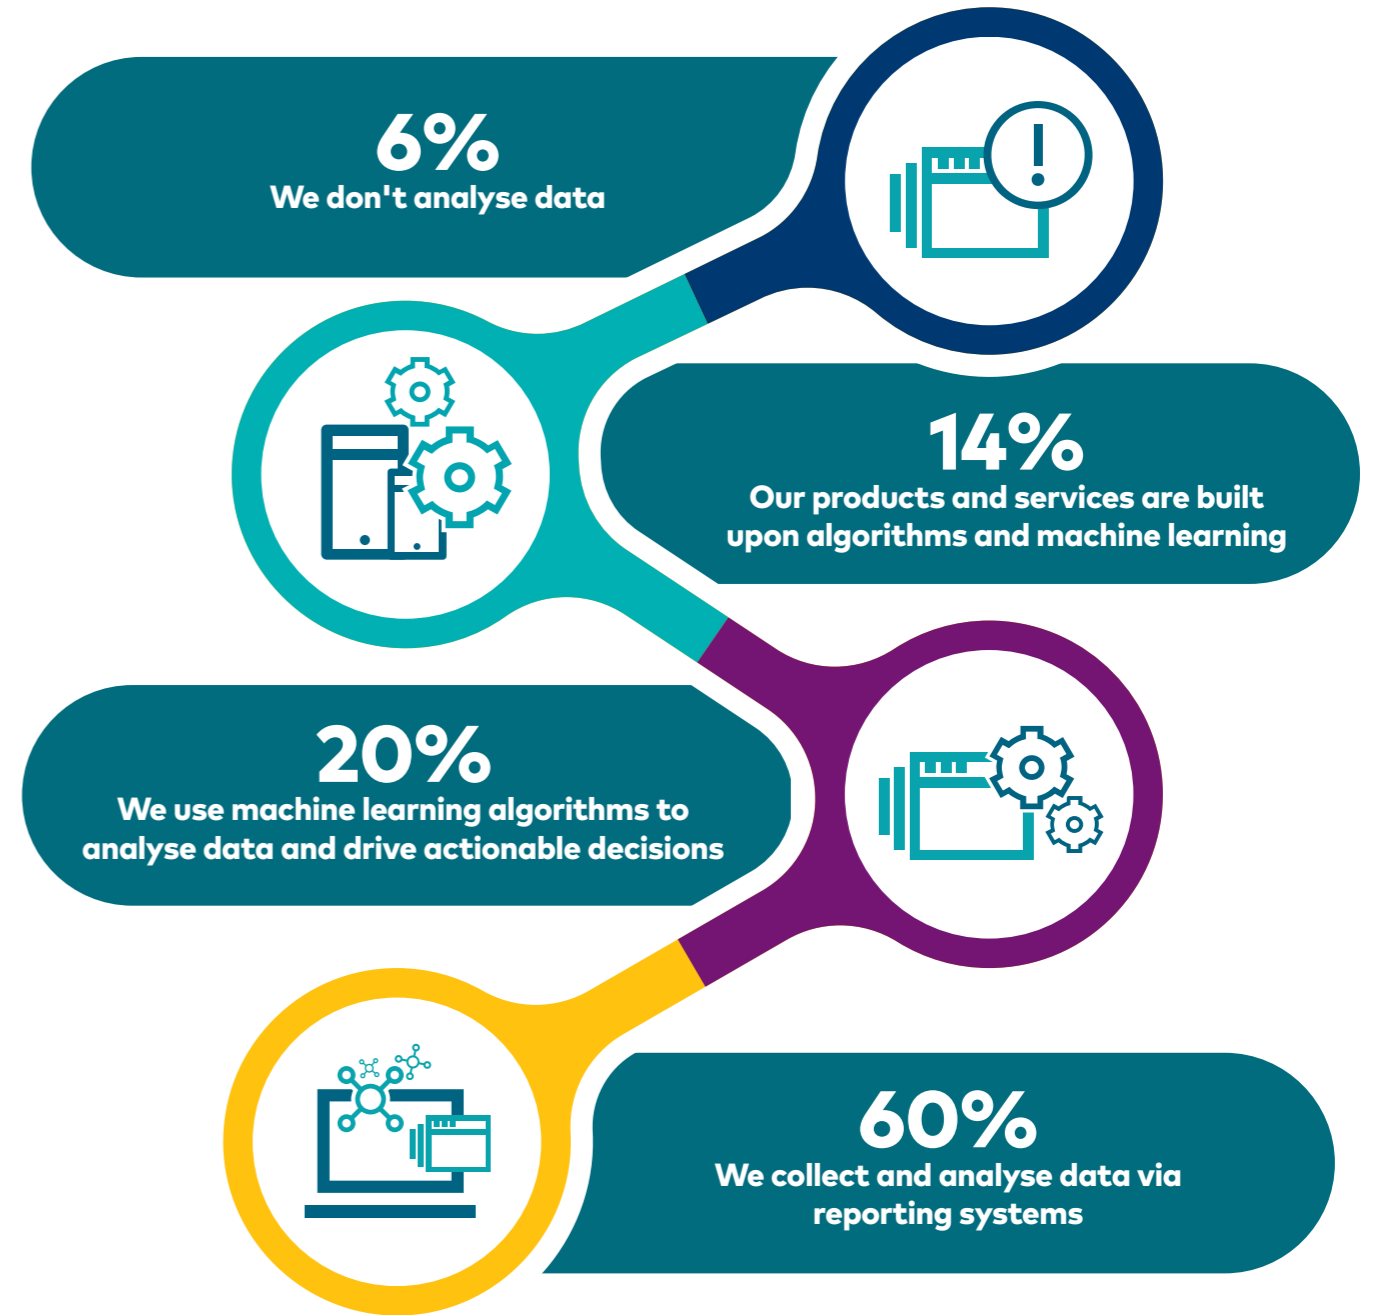 6%
We don't analyse data
14%
Our products and services are built
upon algorithms and machine learning
20%
We use machine learning algorithms to
analyse data and drive actionable decisions
60%
We collect and analyse data via
reporting systems